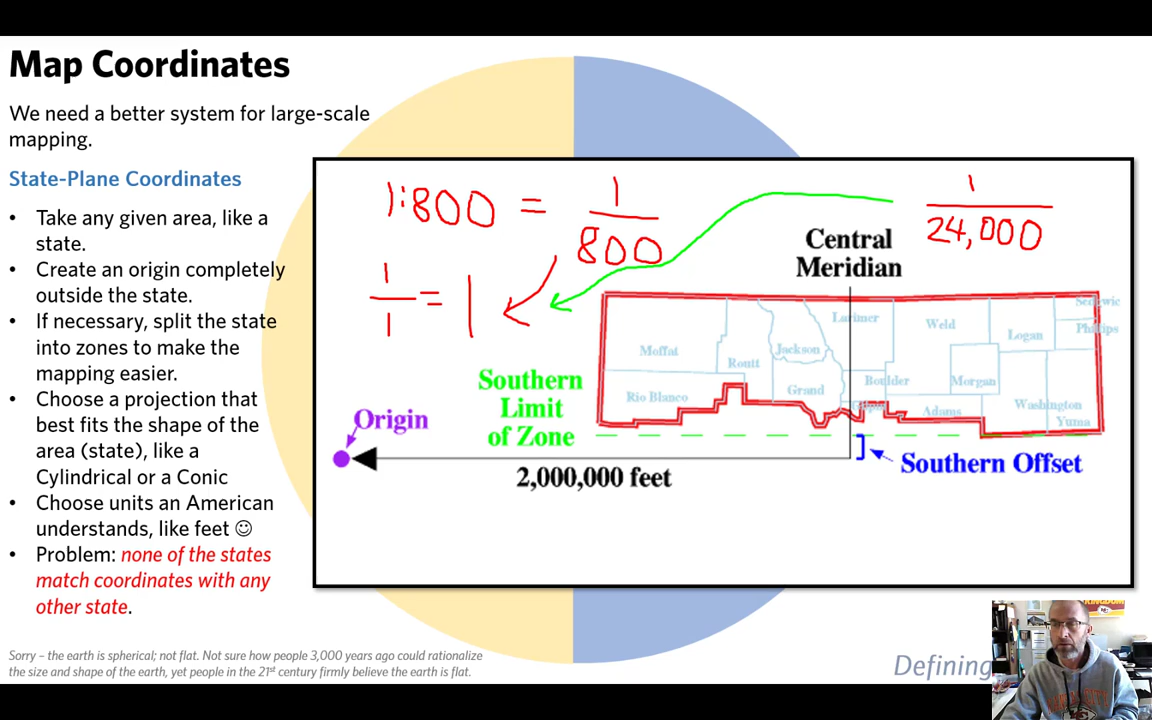 Map Coordinates
We need a better system for large-scale
mapping.
State-Plane Coordinates
• Take any given area, like a
state.
• Create an origin completely
outside the state.
• If necessary, split the state
into zones to make the
mapping easier.
• Choose a projection that
best fits the shape of the
area (state), like a
Cylindrical or a Conic
• Choose units an American
understands, like feet ☺
• Problem: none of the states
match coordinates with any
other state.
Sorry – the earth is spherical; not flat. Not sure how people 3,000 years ago could rationalize
the size and shape of the earth, yet people in the 21st century firmly believe the earth is flat.
1:800 = 1/800
1/1 = 1
1/24,000
Central
Meridian
Moffat
Routt
Jackson
Larimer
Weld
Logan
Phillips
Rio Blanco
Grand
Boulder
Morgan
Adams
Washington
Yuma
Southern
Limit
of Zone
Origin
2,000,000 feet
Southern Offset
Defining
KINGDOM